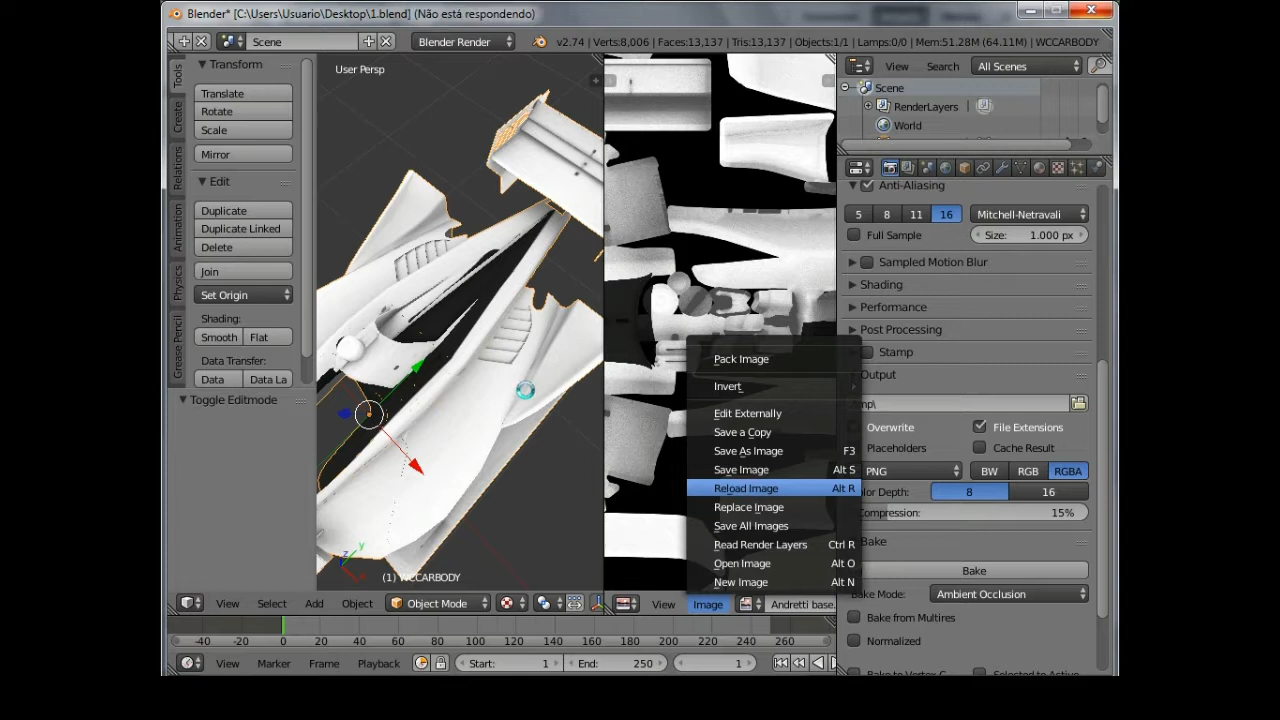 Blender* [C:\Users\Usuario\Desktop\1.blend] (Não está respondendo)
Scene
Blender Render
v2.74 | Verts:8,006 | Faces:13,137 | Tris:13,137 | Objects:1/1 | Lamps:0/0 | Mem:51.28M (64.11M) | WCCARBODY
Tools
Create
Relations
Animation
Physics
Grease Pencil
Transform
Translate
Rotate
Scale
Mirror
Edit
Duplicate
Duplicate Linked
Delete
Join
Set Origin
Shading:
Smooth Flat
Data Transfer:
Data Data La
Toggle Editmode
User Persp
z y x
(1) WCCARBODY
View Select Add Object Object Mode
Pack Image
Invert
Edit Externally
Save a Copy
Save As Image F3
Save Image Alt S
Reload Image Alt R
Replace Image
Save All Images
Read Render Layers Ctrl R
Open Image Alt O
New Image Alt N
View Image Andretti base.
View Search All Scenes
Scene
RenderLayers
World
Anti-Aliasing
5 8 11 16 Mitchell-Netravali
Full Sample Size: 1.000 px
Sampled Motion Blur
Shading
Performance
Post Processing
Stamp
Output
mp\
Overwrite File Extensions
Placeholders Cache Result
PNG BW RGB RGBA
olor Depth: 8 16
Compression: 15%
Bake
Bake
Bake Mode: Ambient Occlusion
Bake from Multires
Normalized
-40 -20 0 20 40 60 80 100 120 140 160 180 200 220 240 260
View Marker Frame Playback Start: 1 End: 250 1